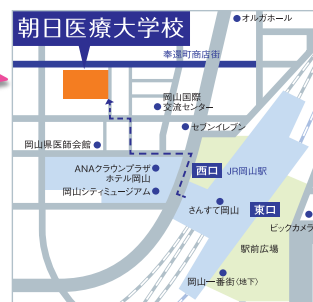 朝日医療大学校
オルガホール
奉還町商店街
岡山国際
交流センター
セブンイレブン
岡山県医師会館
ANAクラウンプラザ
ホテル岡山
岡山シティミュージアム
西口
JR岡山駅
さんすて岡山
東口
ビックカメラ
駅前広場
岡山一番街(地下)